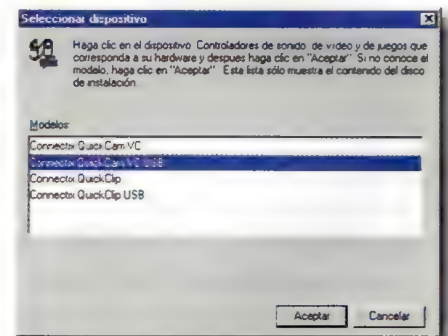 Seleccionar dispositivo
Haga clic en el dispositivo Controladores de sonido de video y de juegos que
corresponda a su hardware y despues haga clic en "Aceptar" Si no conoce el
modelo, haga clic en "Aceptar" Esta lista sólo muestra el contenido del disco
de instalación
Modelos:
Connectix QuickCam VC
Connectix QuickCam VC USB
Connectix QuickClip
Connectix QuickClip USB
Aceptar
Cancelar